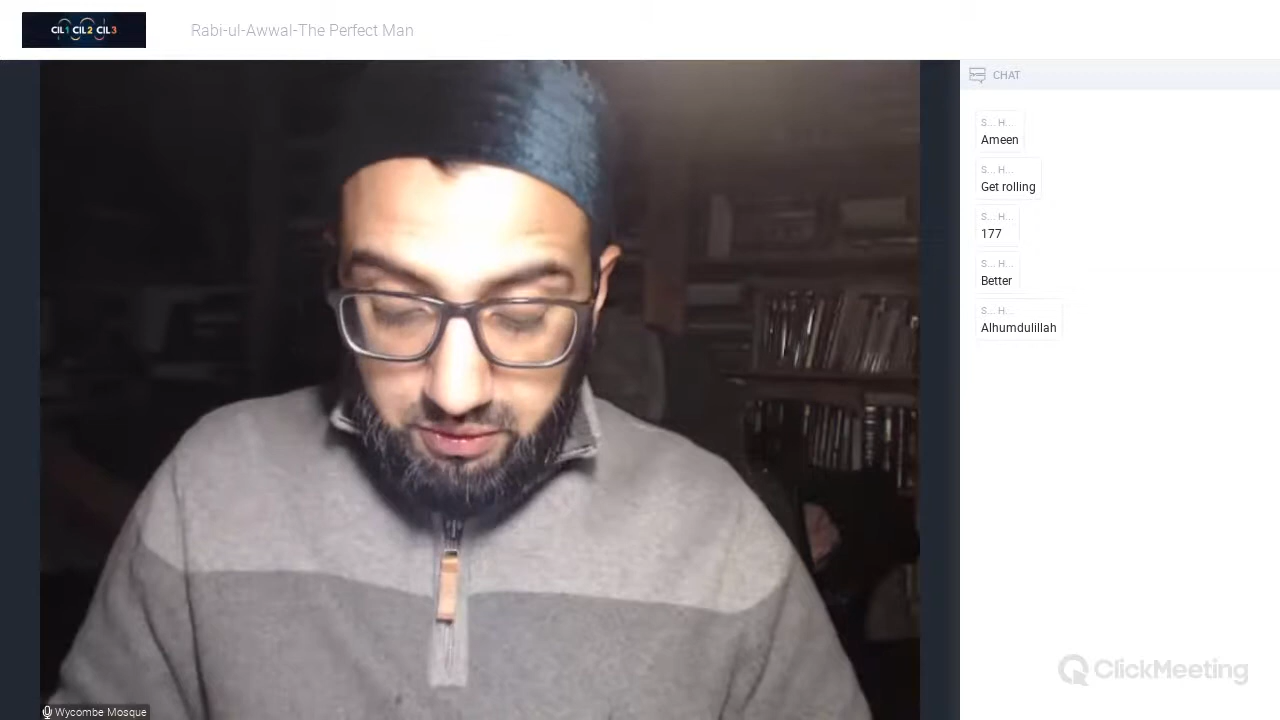 CIL1 CIL2 CIL3
Rabi-ul-Awwal-The Perfect Man
CHAT
S... H...
Ameen
S... H...
Get rolling
S... H...
177
S... H...
Better
S... H...
Alhumdulillah
ClickMeeting
Wycombe Mosque